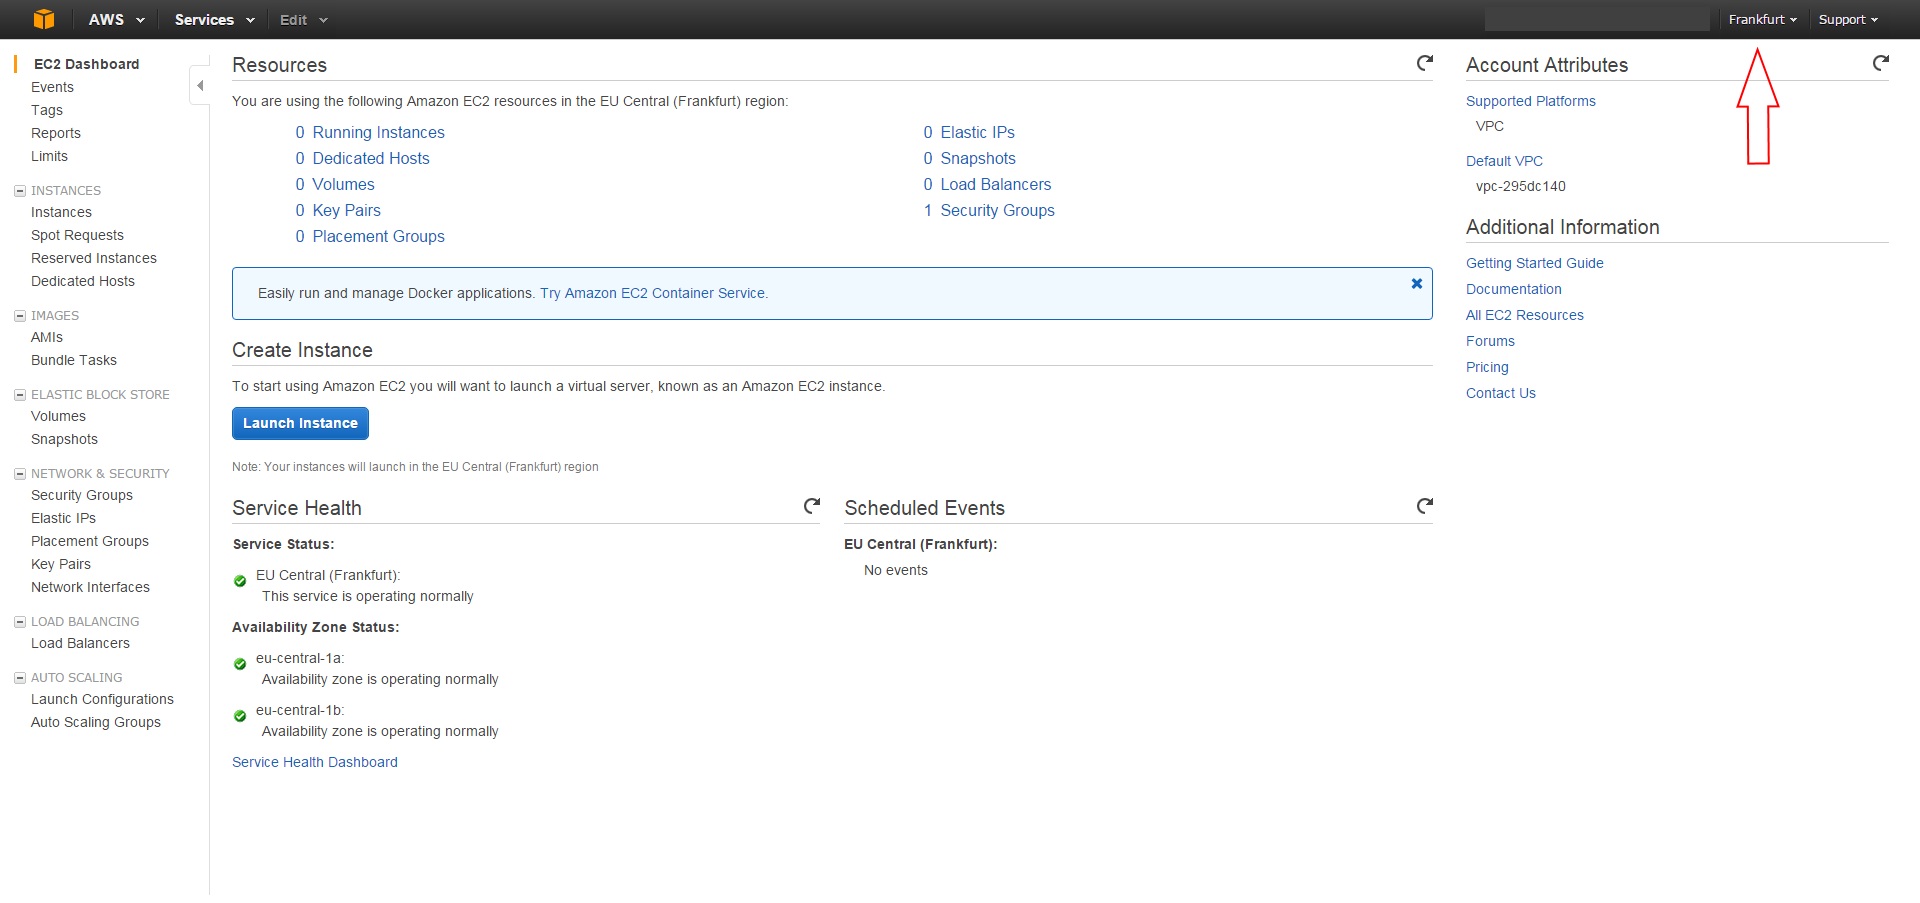 AWS Services Edit Frankfurt Support
EC2 Dashboard
Events
Tags
Reports
Limits
INSTANCES
Instances
Spot Requests
Reserved Instances
Dedicated Hosts
IMAGES
AMIs
Bundle Tasks
ELASTIC BLOCK STORE
Volumes
Snapshots
NETWORK & SECURITY
Security Groups
Elastic IPs
Placement Groups
Key Pairs
Network Interfaces
LOAD BALANCING
Load Balancers
AUTO SCALING
Launch Configurations
Auto Scaling Groups
Resources
You are using the following Amazon EC2 resources in the EU Central (Frankfurt) region:
0 Running Instances
0 Dedicated Hosts
0 Volumes
0 Key Pairs
0 Placement Groups
0 Elastic IPs
0 Snapshots
0 Load Balancers
1 Security Groups
Easily run and manage Docker applications. Try Amazon EC2 Container Service.
Create Instance
To start using Amazon EC2 you will want to launch a virtual server, known as an Amazon EC2 instance.
Launch Instance
Note: Your instances will launch in the EU Central (Frankfurt) region
Service Health
Service Status:
EU Central (Frankfurt):
This service is operating normally
Availability Zone Status:
eu-central-1a:
Availability zone is operating normally
eu-central-1b:
Availability zone is operating normally
Service Health Dashboard
Scheduled Events
EU Central (Frankfurt):
No events
Account Attributes
Supported Platforms
VPC
Default VPC
vpc-295dc140
Additional Information
Getting Started Guide
Documentation
All EC2 Resources
Forums
Pricing
Contact Us